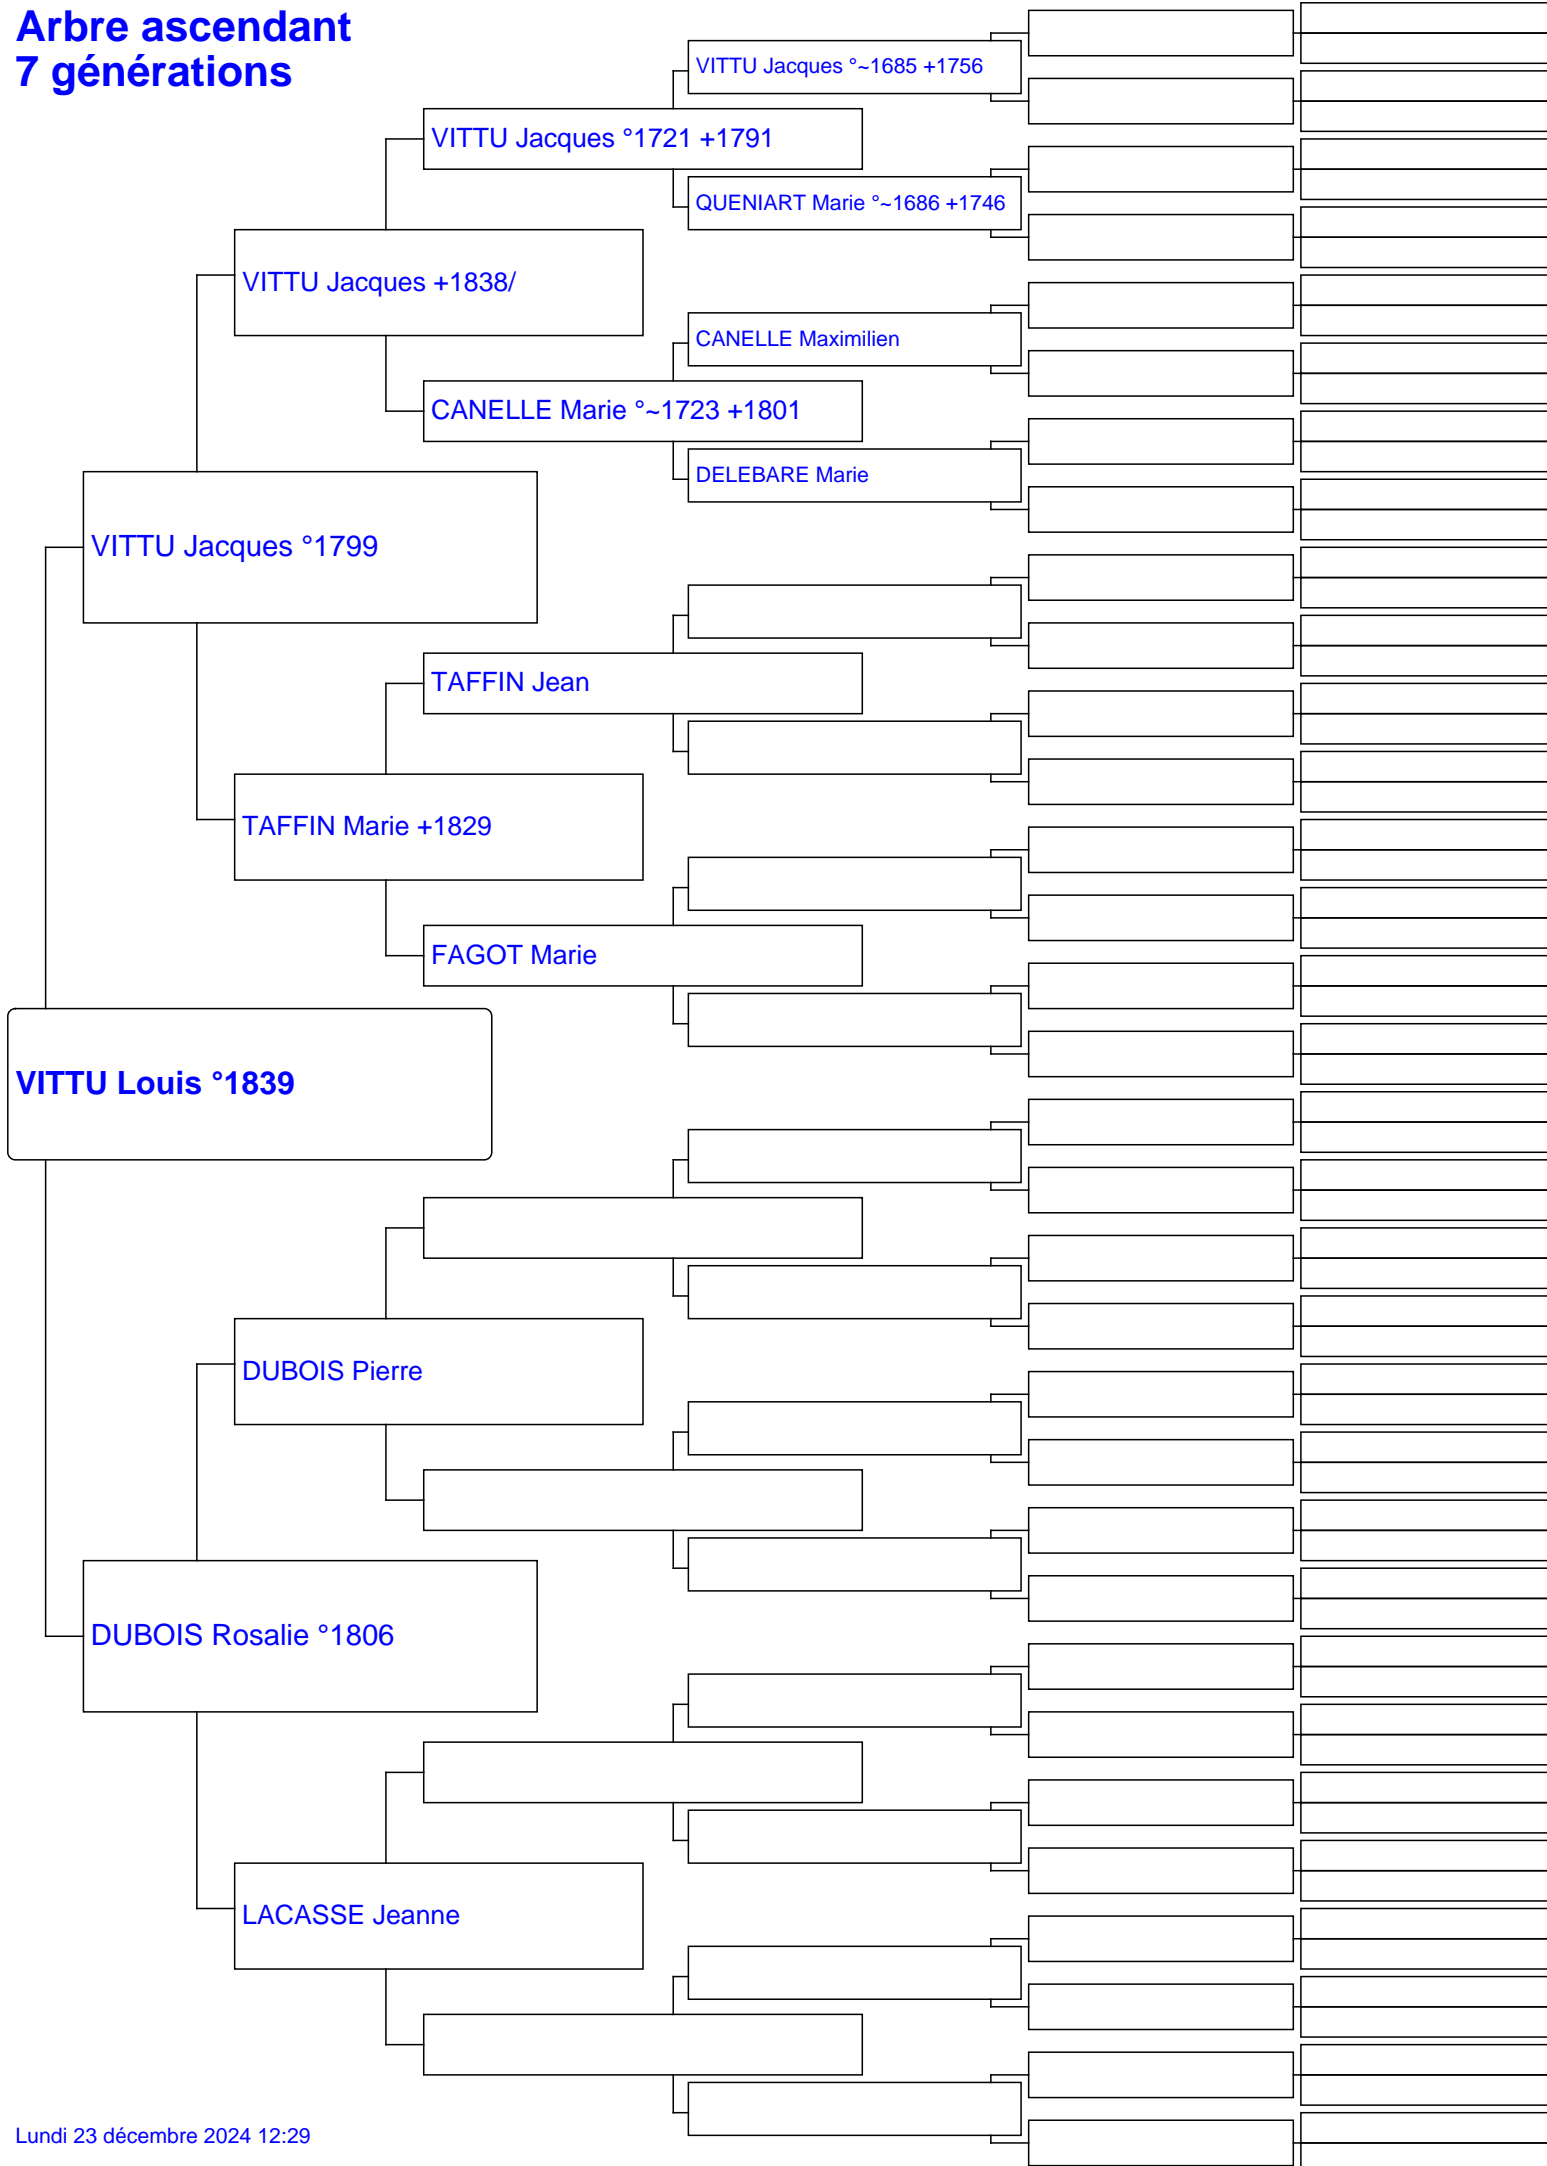 Arbre ascendant
7 générations
VITTU Jacques °~1685 +1756
VITTU Jacques °1721 +1791
QUENIART Marie °~1686 +1746
VITTU Jacques +1838/
CANELLE Maximilien
CANELLE Marie °~1723 +1801
DELEBARE Marie
VITTU Jacques °1799
TAFFIN Jean
TAFFIN Marie +1829
FAGOT Marie
VITTU Louis °1839
DUBOIS Pierre
DUBOIS Rosalie °1806
LACASSE Jeanne
Lundi 23 décembre 2024 12:29